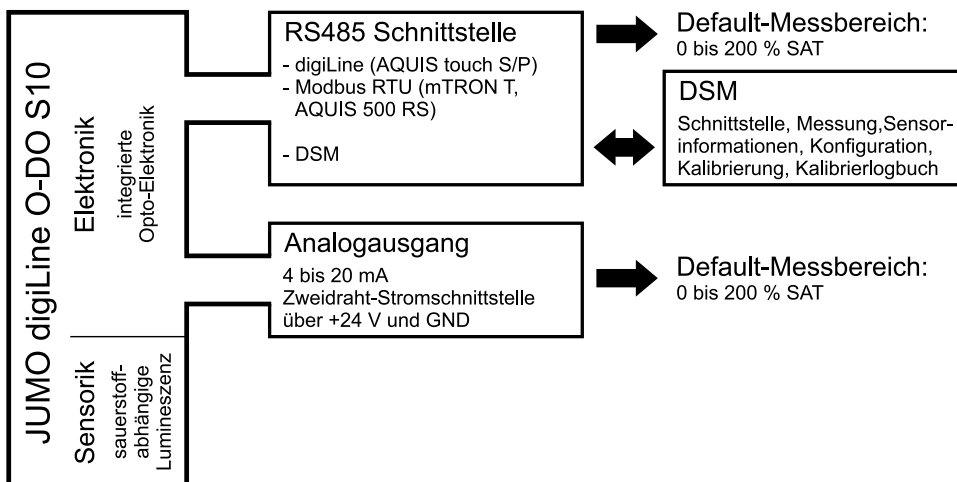 JUMO digiLine O-DO S10
Elektronik
integrierte
Opto-Elektronik
Sensorik
sauerstoff-
abhängige
Lumineszenz
RS485 Schnittstelle
- digiLine (AQUIS touch S/P)
- Modbus RTU (mTRON T,
AQUIS 500 RS)
- DSM
Default-Messbereich:
0 bis 200 % SAT
DSM
Schnittstelle, Messung,Sensor-
informationen, Konfiguration,
Kalibrierung, Kalibrierlogbuch
Analogausgang
4 bis 20 mA
Zweidraht-Stromschnittstelle
über +24 V und GND
Default-Messbereich:
0 bis 200 % SAT